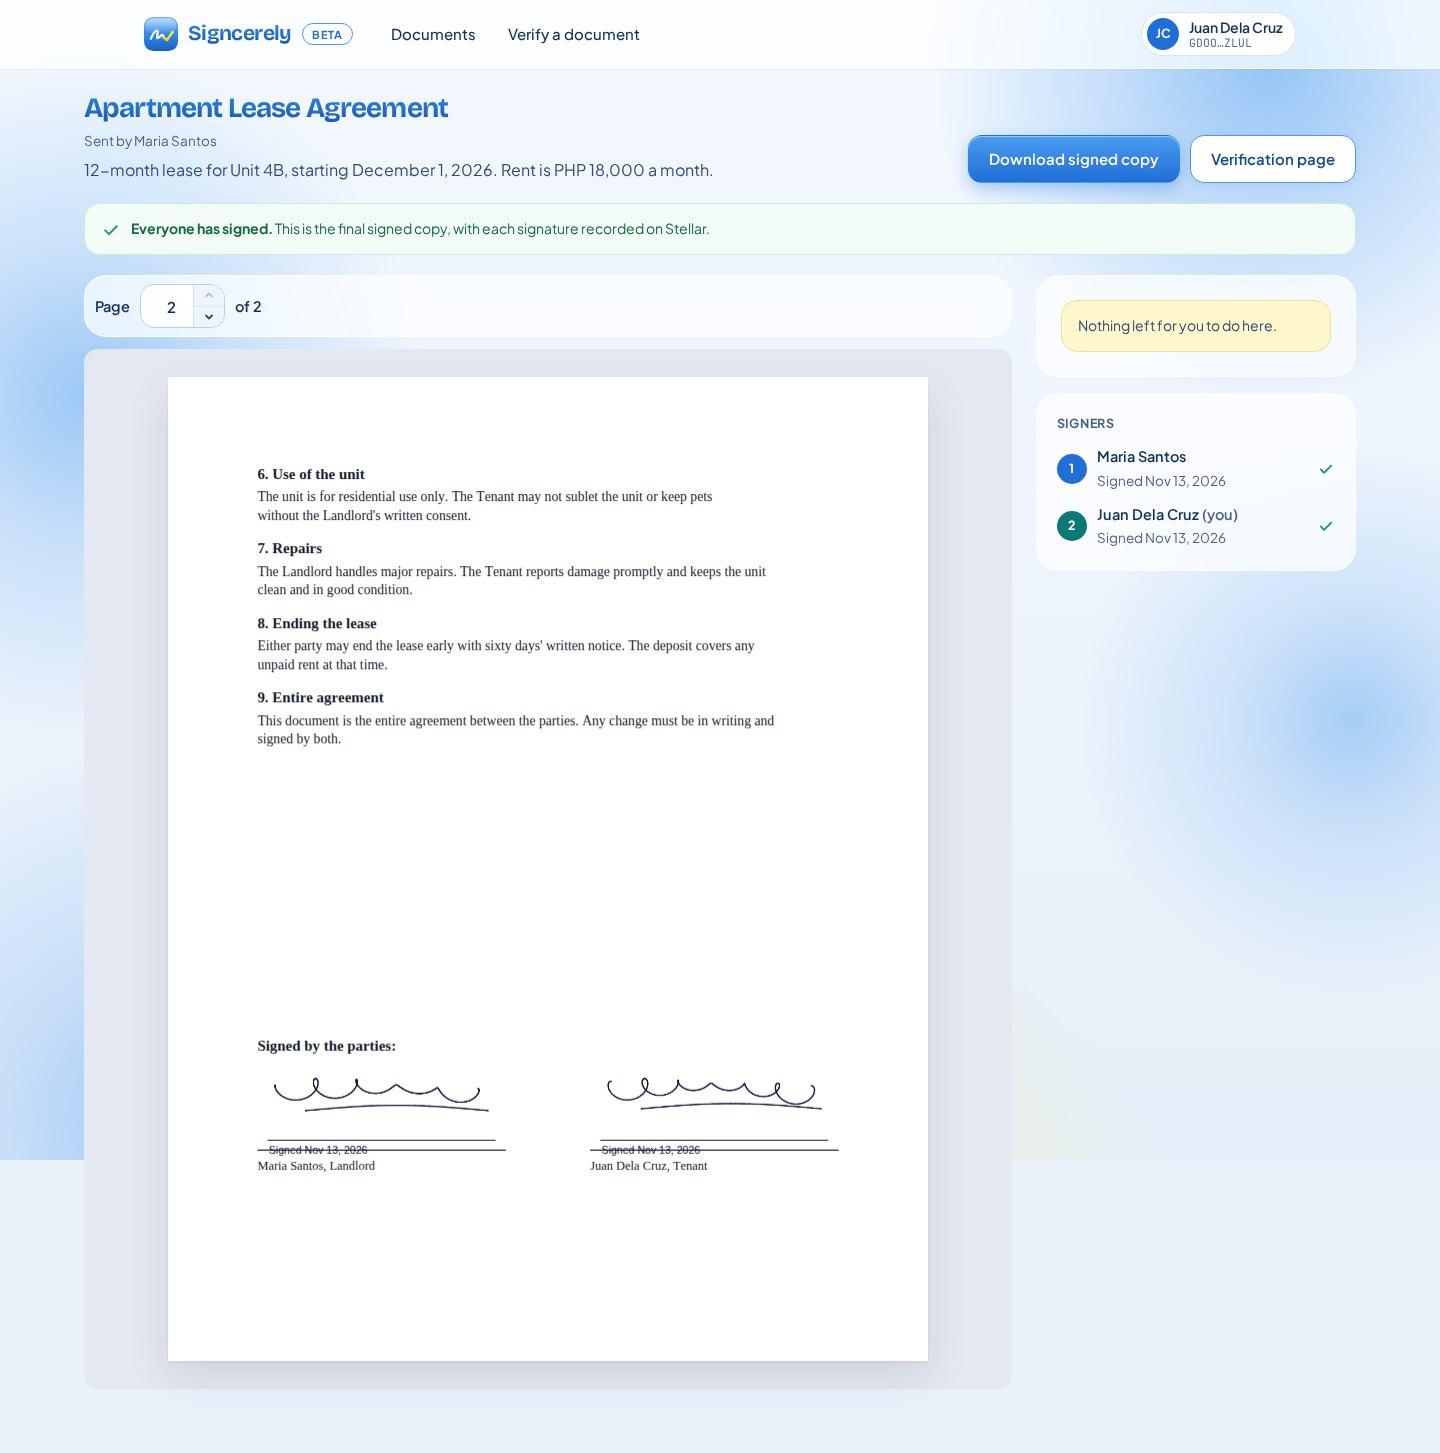 Signcerely BETA Documents Verify a document JC Juan Dela Cruz
GDOO...ZLUL
Apartment Lease Agreement
Sent by Maria Santos
12-month lease for Unit 4B, starting December 1, 2026. Rent is PHP 18,000 a month.
Download signed copy Verification page
Everyone has signed. This is the final signed copy, with each signature recorded on Stellar.
Page 2 of 2
Nothing left for you to do here.
SIGNERS
1 Maria Santos
Signed Nov 13, 2026
2 Juan Dela Cruz (you)
Signed Nov 13, 2026
6. Use of the unit
The unit is for residential use only. The Tenant may not sublet the unit or keep pets
without the Landlord's written consent.
7. Repairs
The Landlord handles major repairs. The Tenant reports damage promptly and keeps the unit
clean and in good condition.
8. Ending the lease
Either party may end the lease early with sixty days' written notice. The deposit covers any
unpaid rent at that time.
9. Entire agreement
This document is the entire agreement between the parties. Any change must be in writing and
signed by both.
Signed by the parties:
Signed Nov 13, 2026 Signed Nov 13, 2026
Maria Santos, Landlord Juan Dela Cruz, Tenant